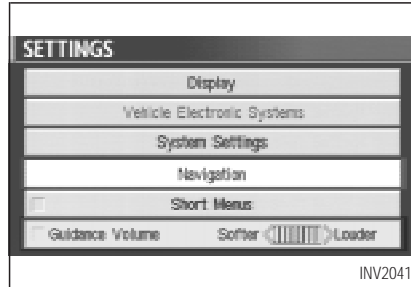 SETTINGS
Display
Vehicle Electronic Systems
System Settings
Navigation
Short Menus
Guidance Volume Softer Louder
INV2041